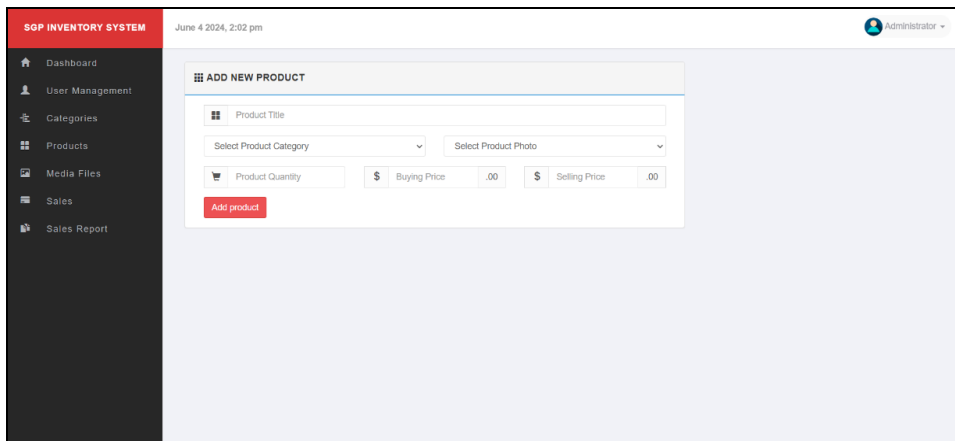 SGP INVENTORY SYSTEM
June 4 2024, 2:02 pm
Administrator
Dashboard
User Management
Categories
Products
Media Files
Sales
Sales Report
ADD NEW PRODUCT
Product Title
Select Product Category
Select Product Photo
Product Quantity
$ Buying Price .00
$ Selling Price .00
Add product